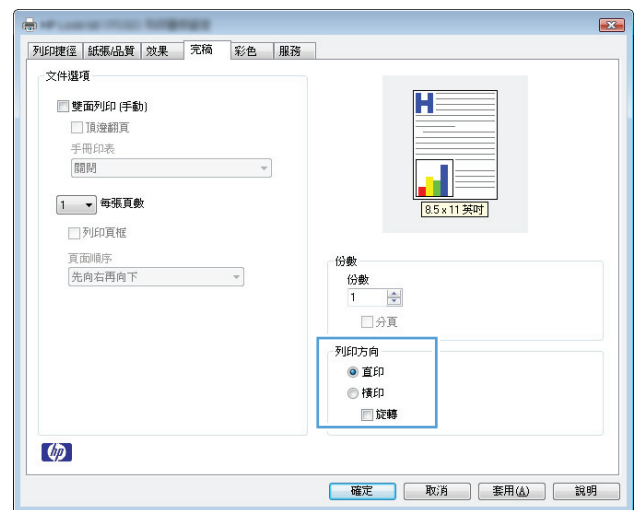 列印捷徑 紙張/品質 效果 完稿 彩色 服務
文件選項
雙面列印 (手動)
頂邊翻頁
手冊印表
關閉
1 每張頁數
列印頁框
頁面順序
先向右再向下
H
8.5 x 11 英吋
份數
份數
1
分頁
列印方向
直印
橫印
旋轉
hp
確定 取消 套用(A) 說明